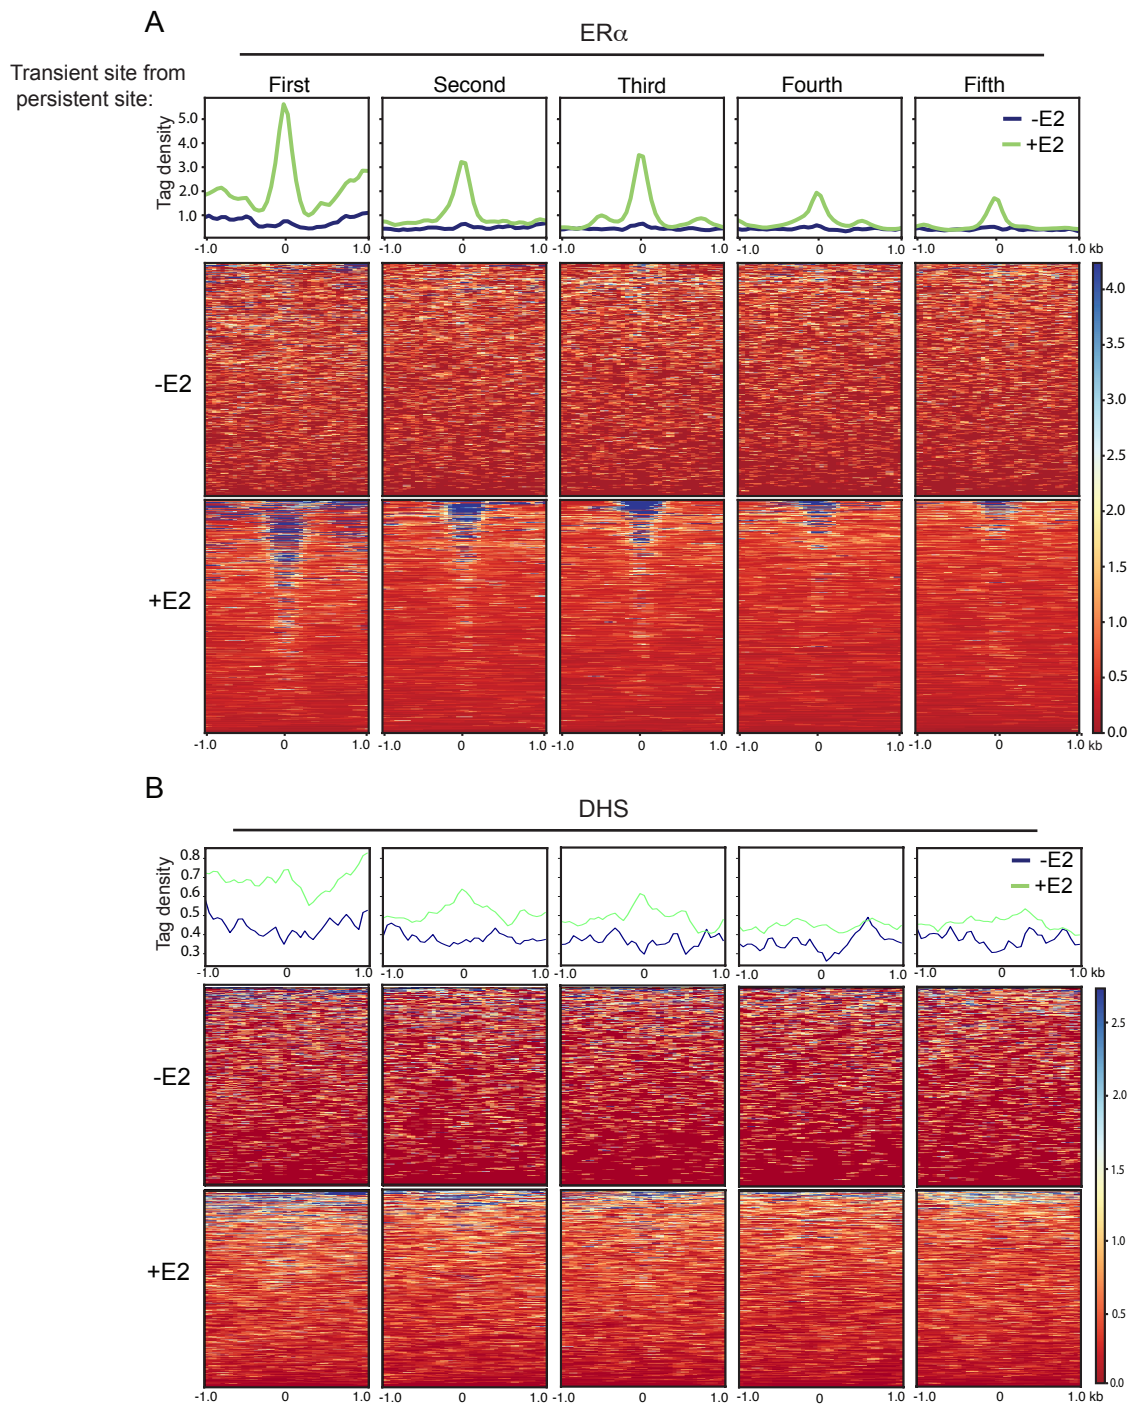 A
ERα
Transient site from
persistent site:
First Second Third Fourth Fifth
Tag density
5.0
4.0
3.0
2.0
1.0
-E2
+E2
-1.0 0 1.0 -1.0 0 1.0 -1.0 0 1.0 -1.0 0 1.0 -1.0 0 1.0 kb
-E2
+E2
4.0
3.5
3.0
2.5
2.0
1.5
1.0
0.5
0.0
-1.0 0 1.0 -1.0 0 1.0 -1.0 0 1.0 -1.0 0 1.0 -1.0 0 1.0 kb
B
DHS
Tag density
0.8
0.7
0.6
0.5
0.4
0.3
-E2
+E2
-1.0 0 1.0 -1.0 0 1.0 -1.0 0 1.0 -1.0 0 1.0 -1.0 0 1.0 kb
-E2
+E2
2.5
2.0
1.5
1.0
0.5
0.0
-1.0 0 1.0 -1.0 0 1.0 -1.0 0 1.0 -1.0 0 1.0 -1.0 0 1.0 kb